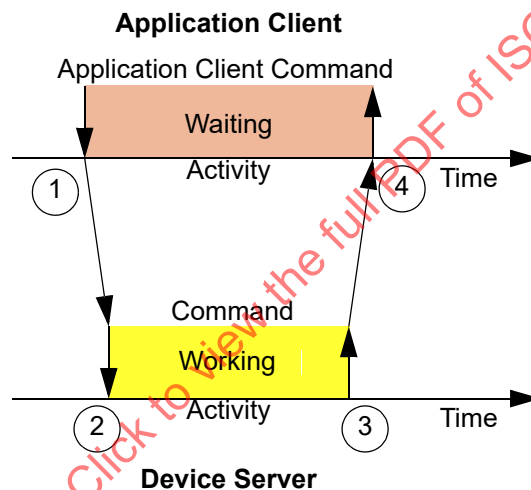 Application Client
Application Client Command
Waiting
Activity
1
4
Time
Command
Working
Activity
2
3
Time
Device Server
Click to view the full PDF of ISO